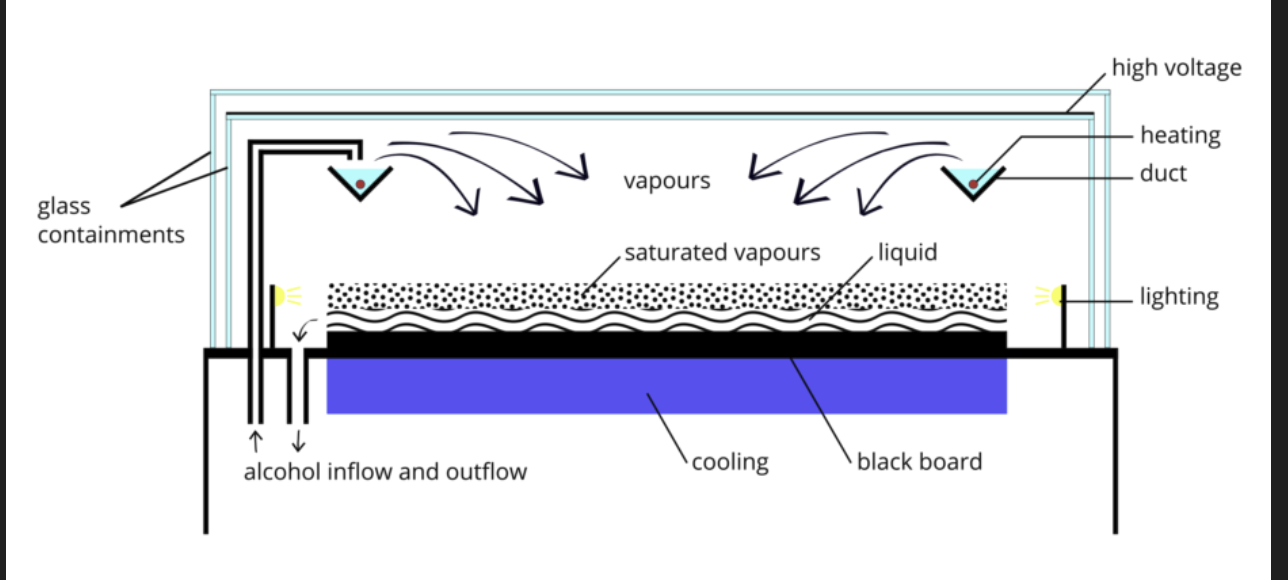 high voltage
heating
duct
vapours
glass
containments
saturated vapours
liquid
lighting
cooling
black board
alcohol inflow and outflow